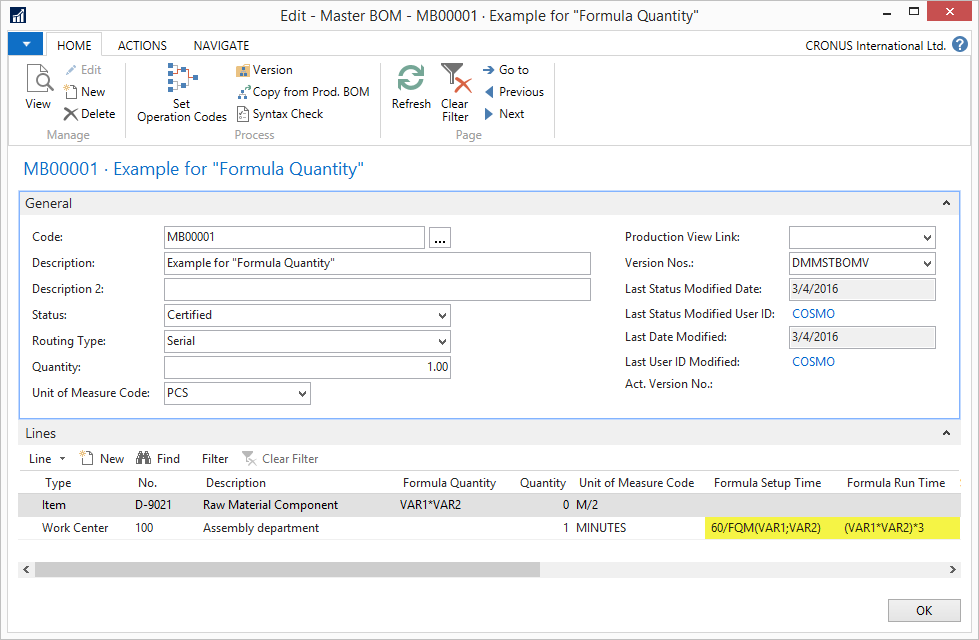 Edit - Master BOM - MB00001 · Example for "Formula Quantity"
HOME ACTIONS NAVIGATE CRONUS International Ltd. ?
View
Edit
New
Delete
Manage
Set
Operation Codes
Version
Copy from Prod. BOM
Syntax Check
Process
Refresh
Clear
Filter
Go to
Previous
Next
Page
MB00001 · Example for "Formula Quantity"
General
Code: MB00001 ...
Description: Example for "Formula Quantity"
Description 2:
Status: Certified
Routing Type: Serial
Quantity: 1.00
Unit of Measure Code: PCS
Production View Link:
Version Nos.: DMMSTBOMV
Last Status Modified Date: 3/4/2016
Last Status Modified User ID: COSMO
Last Date Modified: 3/4/2016
Last User ID Modified: COSMO
Act. Version No.:
Lines
Line New Find Filter Clear Filter
Type No. Description Formula Quantity Quantity Unit of Measure Code Formula Setup Time Formula Run Time
Item D-9021 Raw Material Component VAR1*VAR2 0 M/2
Work Center 100 Assembly department 1 MINUTES 60/FQM(VAR1;VAR2) (VAR1*VAR2)*3
OK